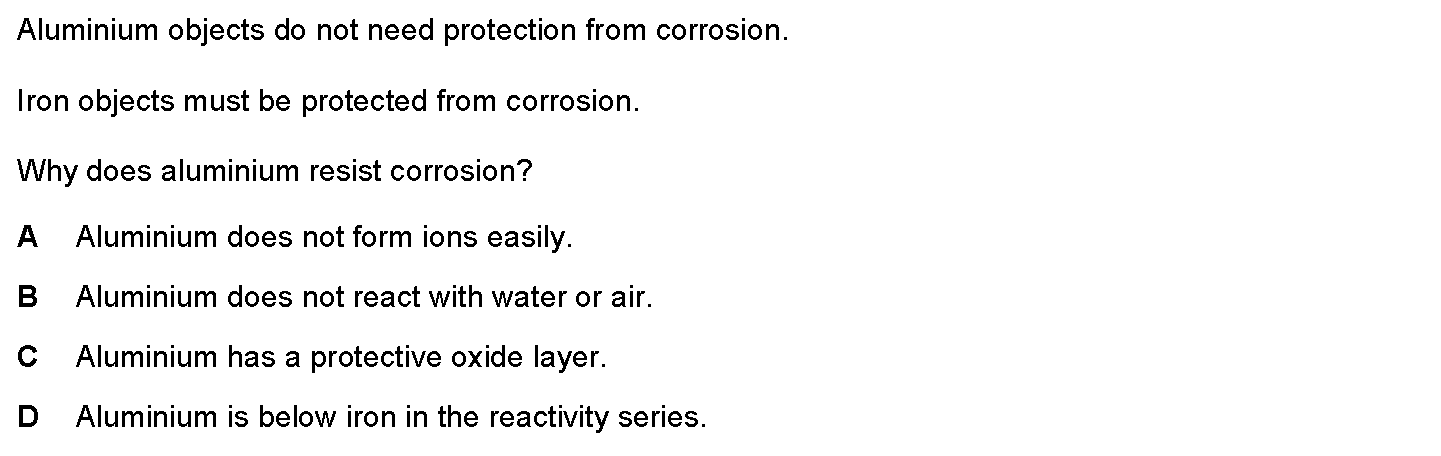 Aluminium objects do not need protection from corrosion.
Iron objects must be protected from corrosion.
Why does aluminium resist corrosion?
A Aluminium does not form ions easily.
B Aluminium does not react with water or air.
C Aluminium has a protective oxide layer.
D Aluminium is below iron in the reactivity series.